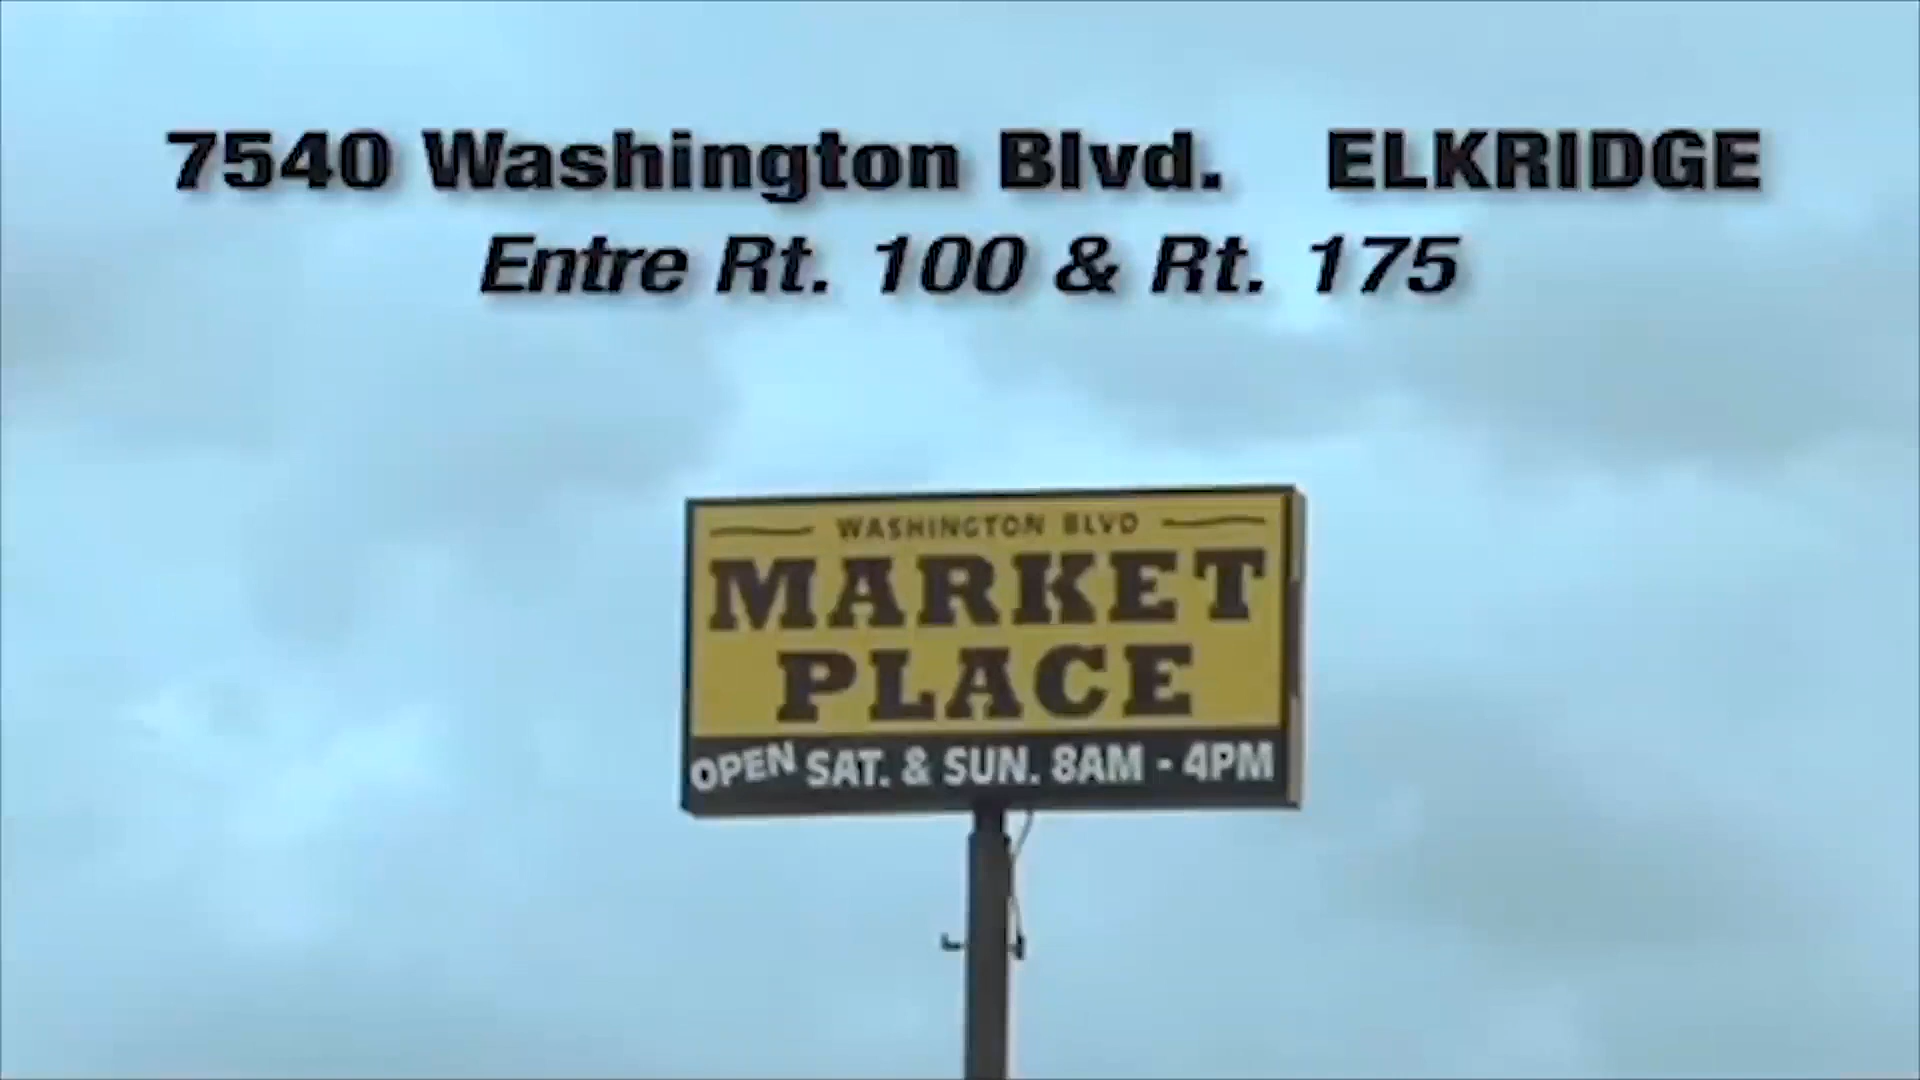 7540 Washington Blvd. ELKRIDGE
Entre Rt. 100 & Rt. 175
WASHINGTON BLVD
MARKET
PLACE
OPEN SAT. & SUN. 8AM - 4PM